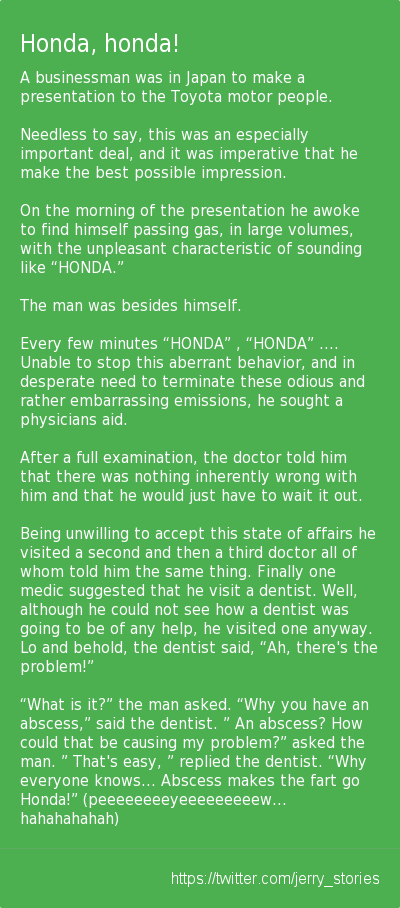 Honda, honda!
A businessman was in Japan to make a
presentation to the Toyota motor people.
Needless to say, this was an especially
important deal, and it was imperative that he
make the best possible impression.
On the morning of the presentation he awoke
to find himself passing gas, in large volumes,
with the unpleasant characteristic of sounding
like “HONDA.”
The man was besides himself.
Every few minutes “HONDA” , “HONDA” ....
Unable to stop this aberrant behavior, and in
desperate need to terminate these odious and
rather embarrassing emissions, he sought a
physicians aid.
After a full examination, the doctor told him
that there was nothing inherently wrong with
him and that he would just have to wait it out.
Being unwilling to accept this state of affairs he
visited a second and then a third doctor all of
whom told him the same thing. Finally one
medic suggested that he visit a dentist. Well,
although he could not see how a dentist was
going to be of any help, he visited one anyway.
Lo and behold, the dentist said, “Ah, there's the
problem!”
“What is it?” the man asked. “Why you have an
abscess,” said the dentist. ” An abscess? How
could that be causing my problem?” asked the
man. ” That's easy, ” replied the dentist. “Why
everyone knows... Abscess makes the fart go
Honda!” (peeeeeeeeyeeeeeeeeew...
hahahahahah)
https://twitter.com/jerry_stories